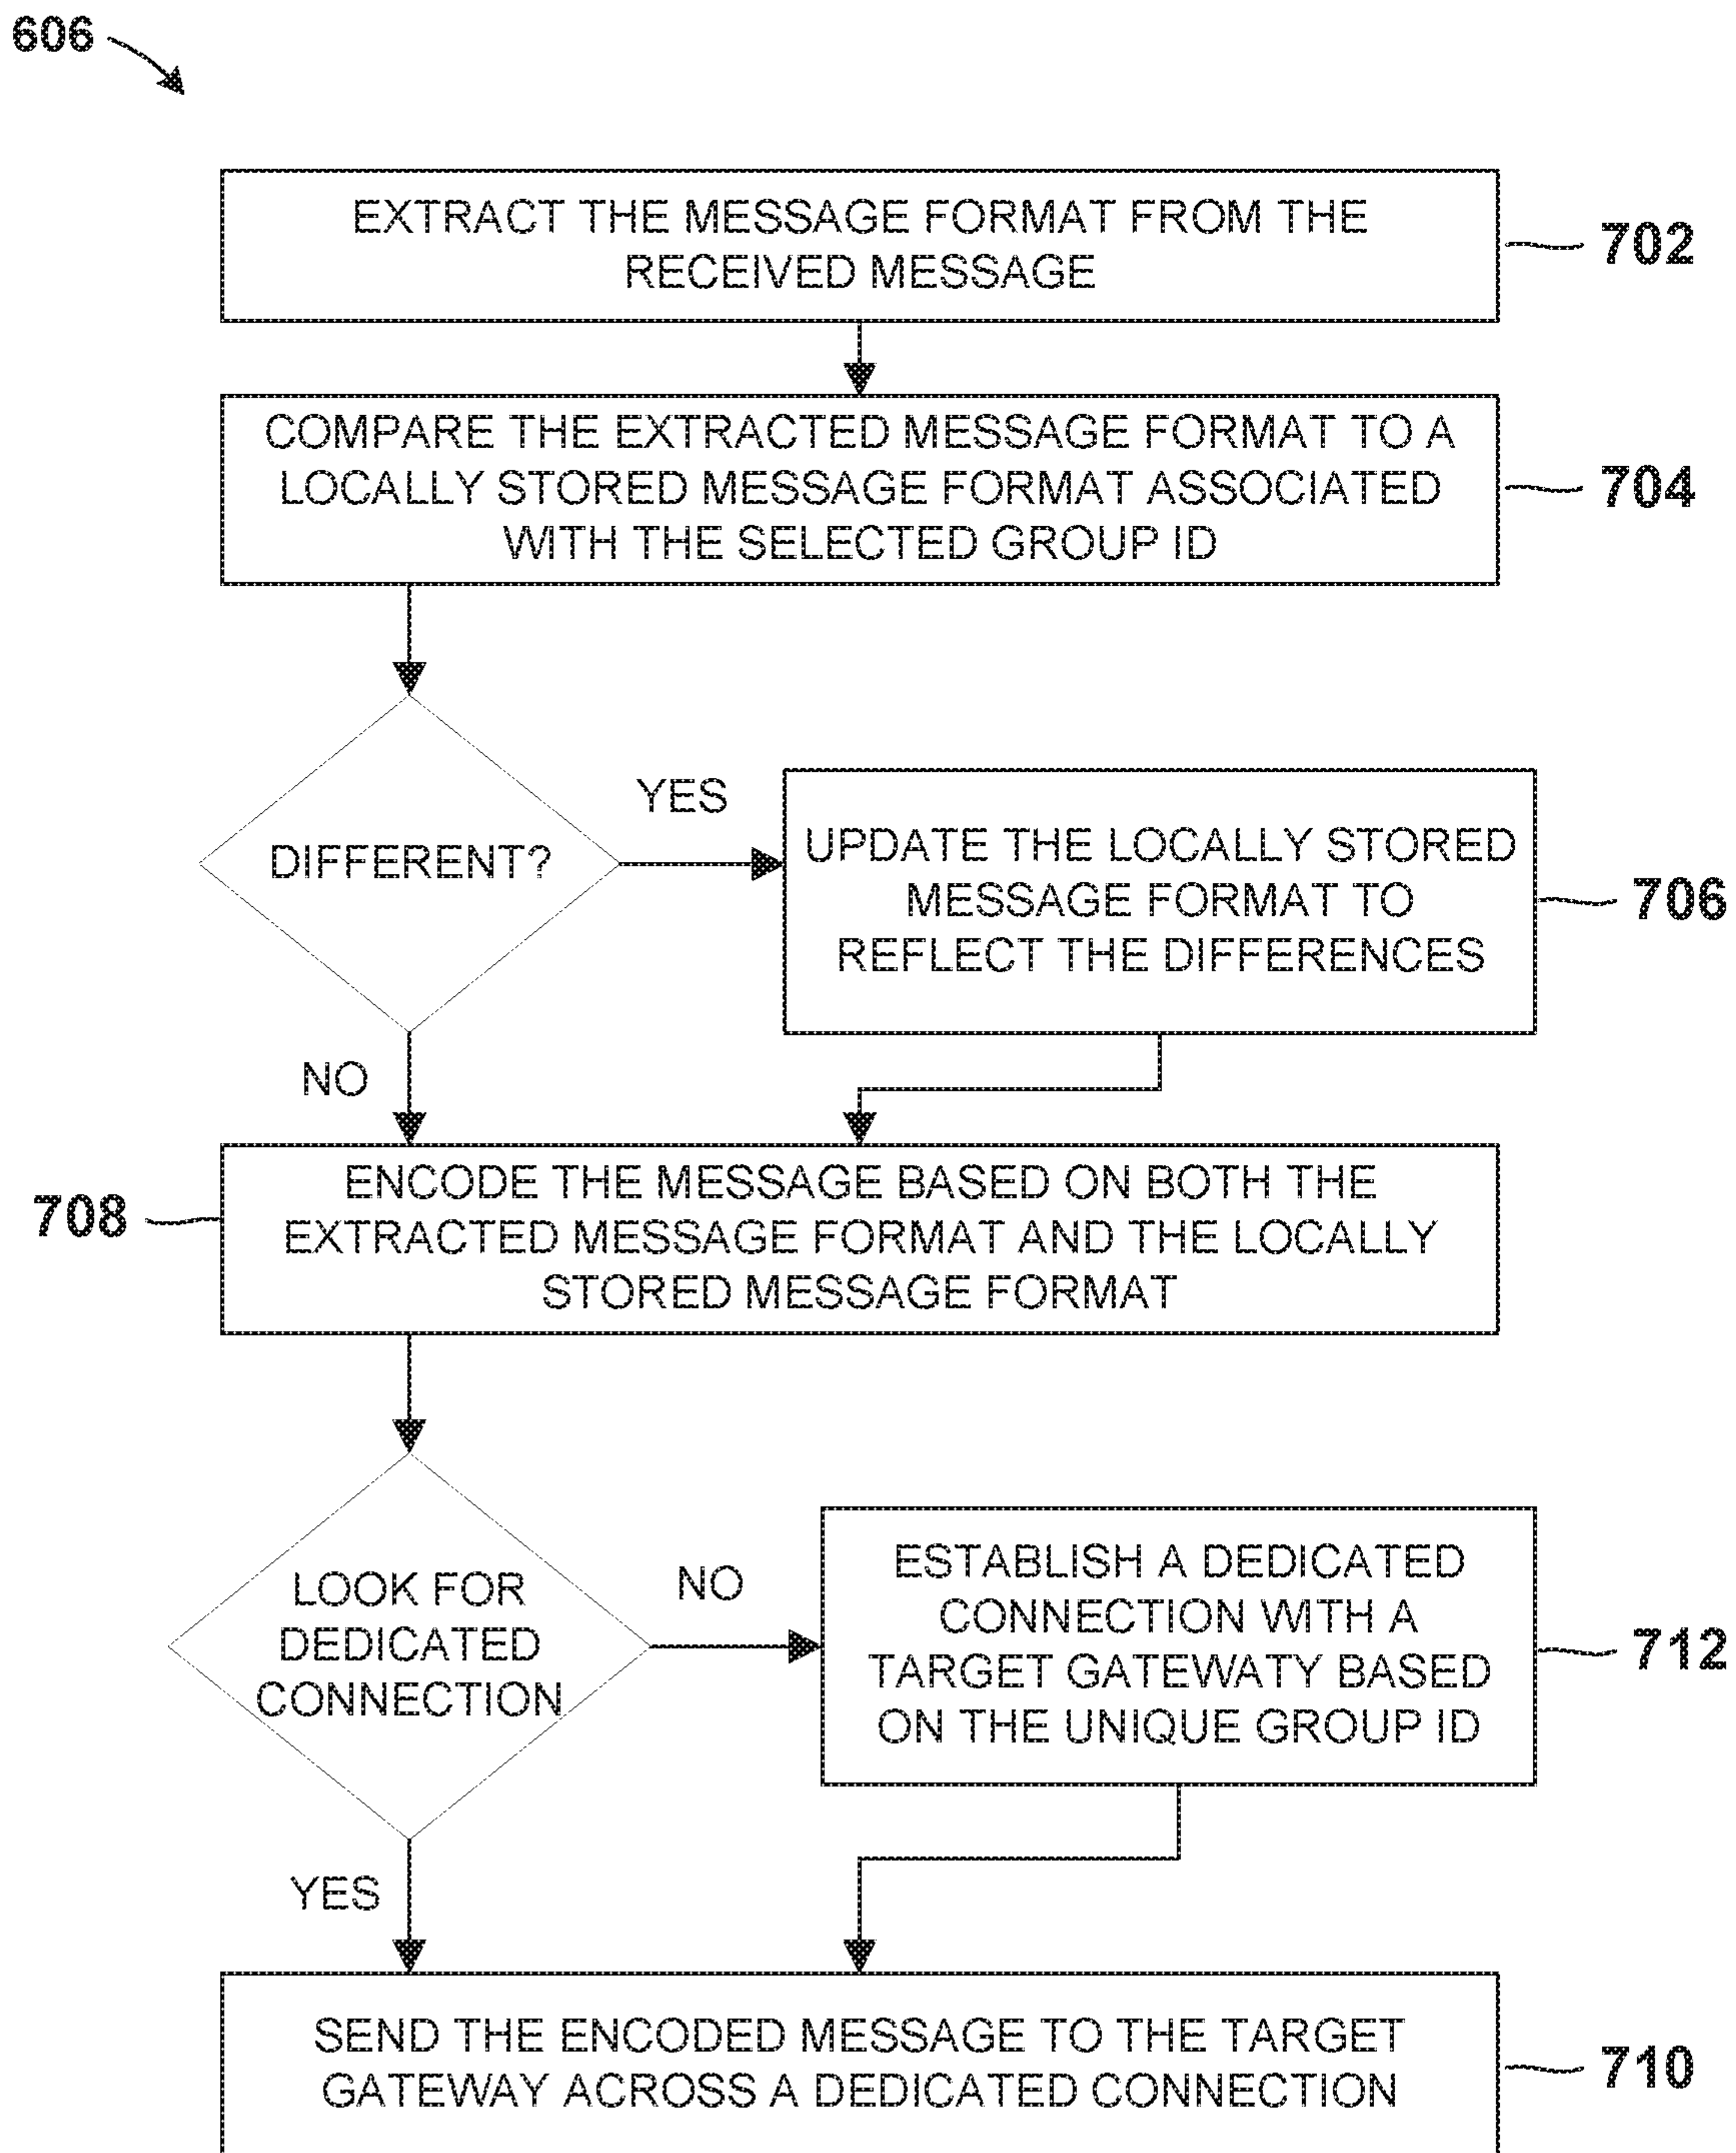 606
EXTRACT THE MESSAGE FORMAT FROM THE
RECEIVED MESSAGE
702
COMPARE THE EXTRACTED MESSAGE FORMAT TO A
LOCALLY STORED MESSAGE FORMAT ASSOCIATED
WITH THE SELECTED GROUP ID
704
DIFFERENT?
YES
UPDATE THE LOCALLY STORED
MESSAGE FORMAT TO
REFLECT THE DIFFERENCES
706
NO
708
ENCODE THE MESSAGE BASED ON BOTH THE
EXTRACTED MESSAGE FORMAT AND THE LOCALLY
STORED MESSAGE FORMAT
LOOK FOR
DEDICATED
CONNECTION
NO
ESTABLISH A DEDICATED
CONNECTION WITH A
TARGET GATEWATY BASED
ON THE UNIQUE GROUP ID
712
YES
SEND THE ENCODED MESSAGE TO THE TARGET
GATEWAY ACROSS A DEDICATED CONNECTION
710